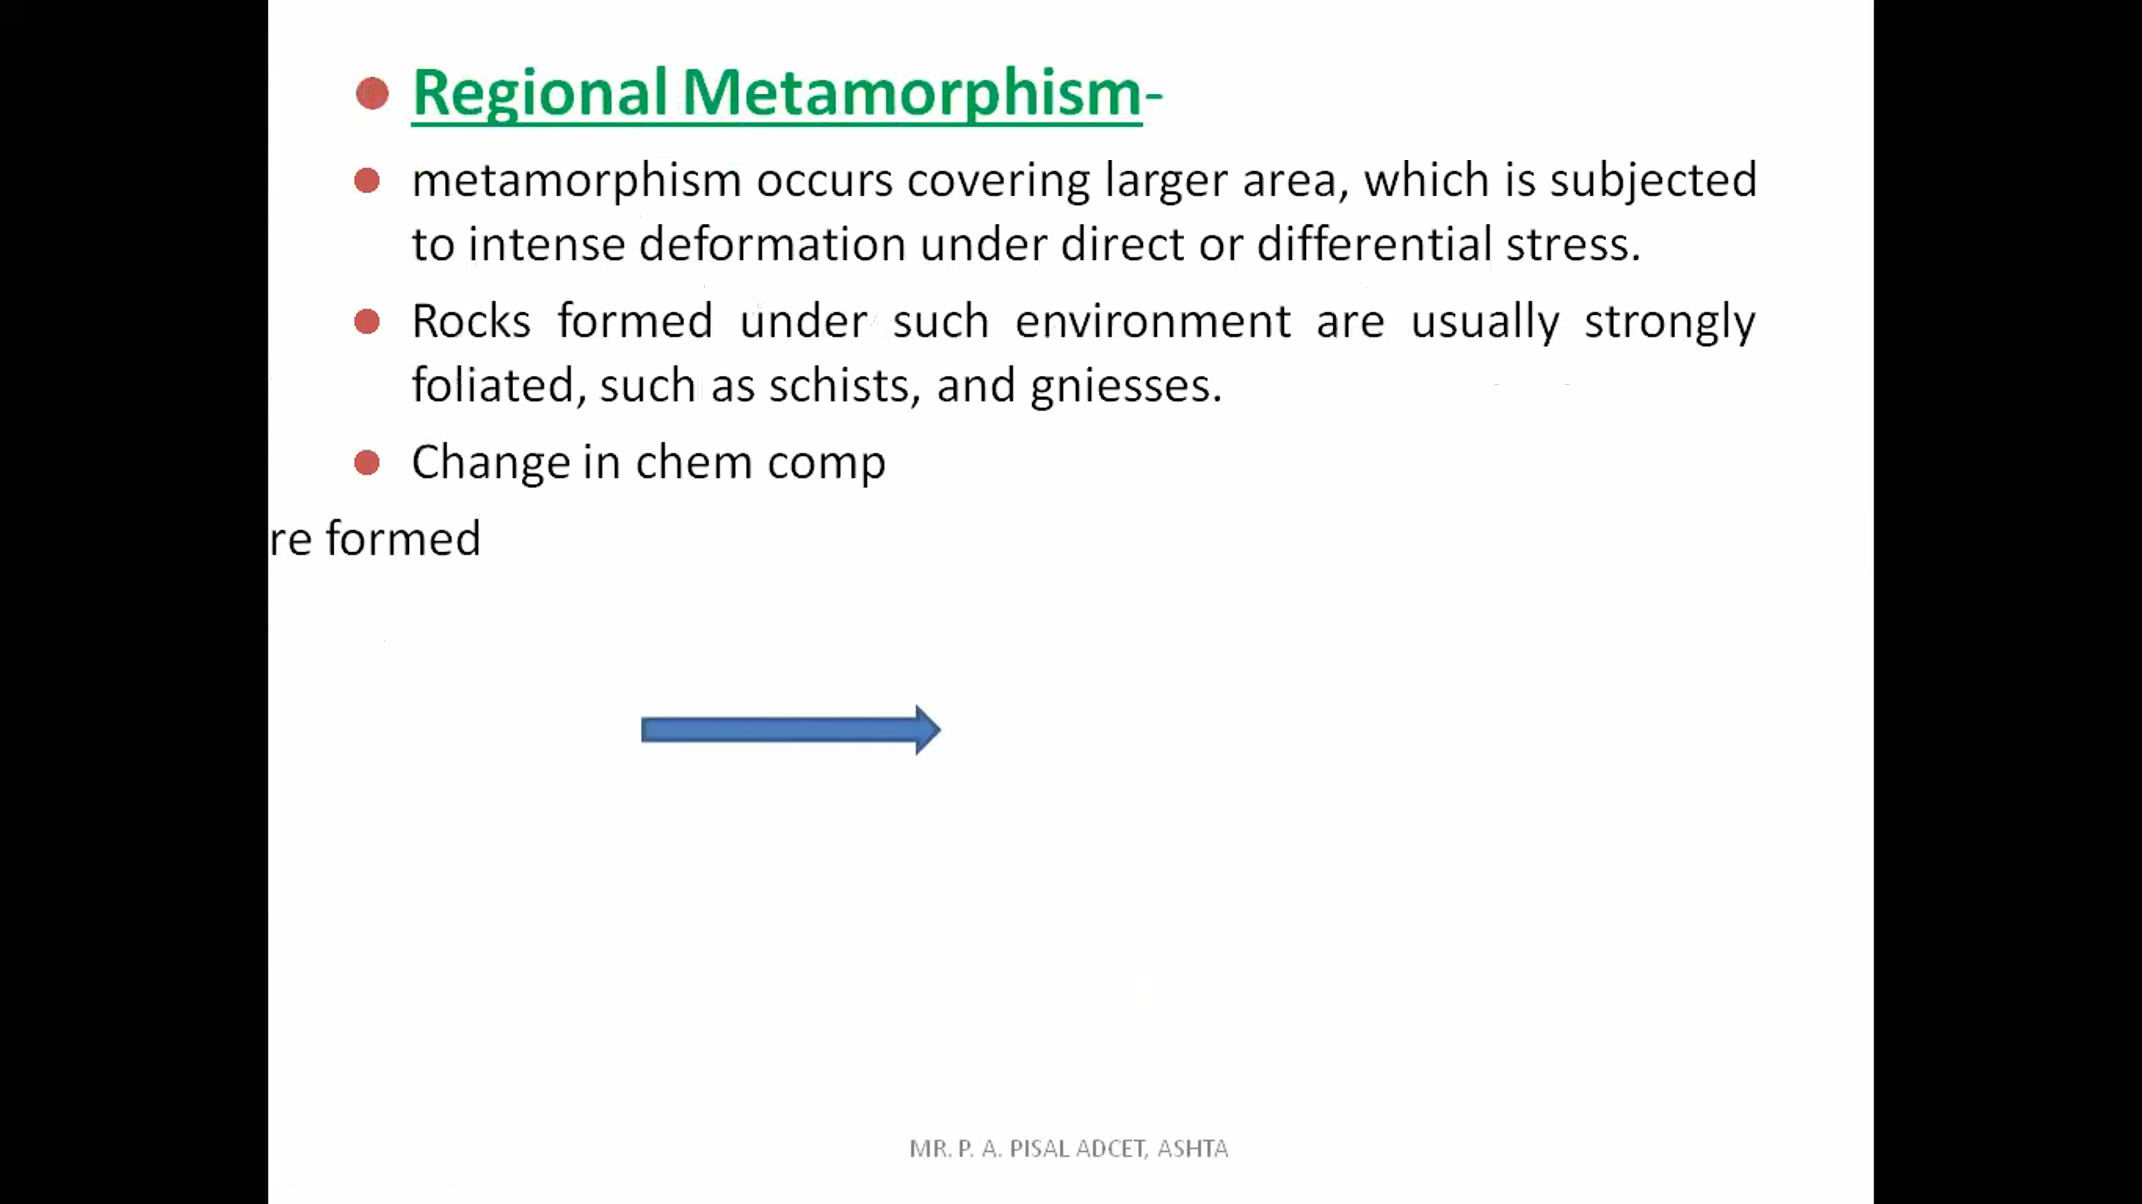 Regional Metamorphism-
metamorphism occurs covering larger area, which is subjected
to intense deformation under direct or differential stress.
Rocks formed under such environment are usually strongly
foliated, such as schists, and gniesses.
Change in chem comp
re formed
MR. P. A. PISAL ADCET, ASHTA